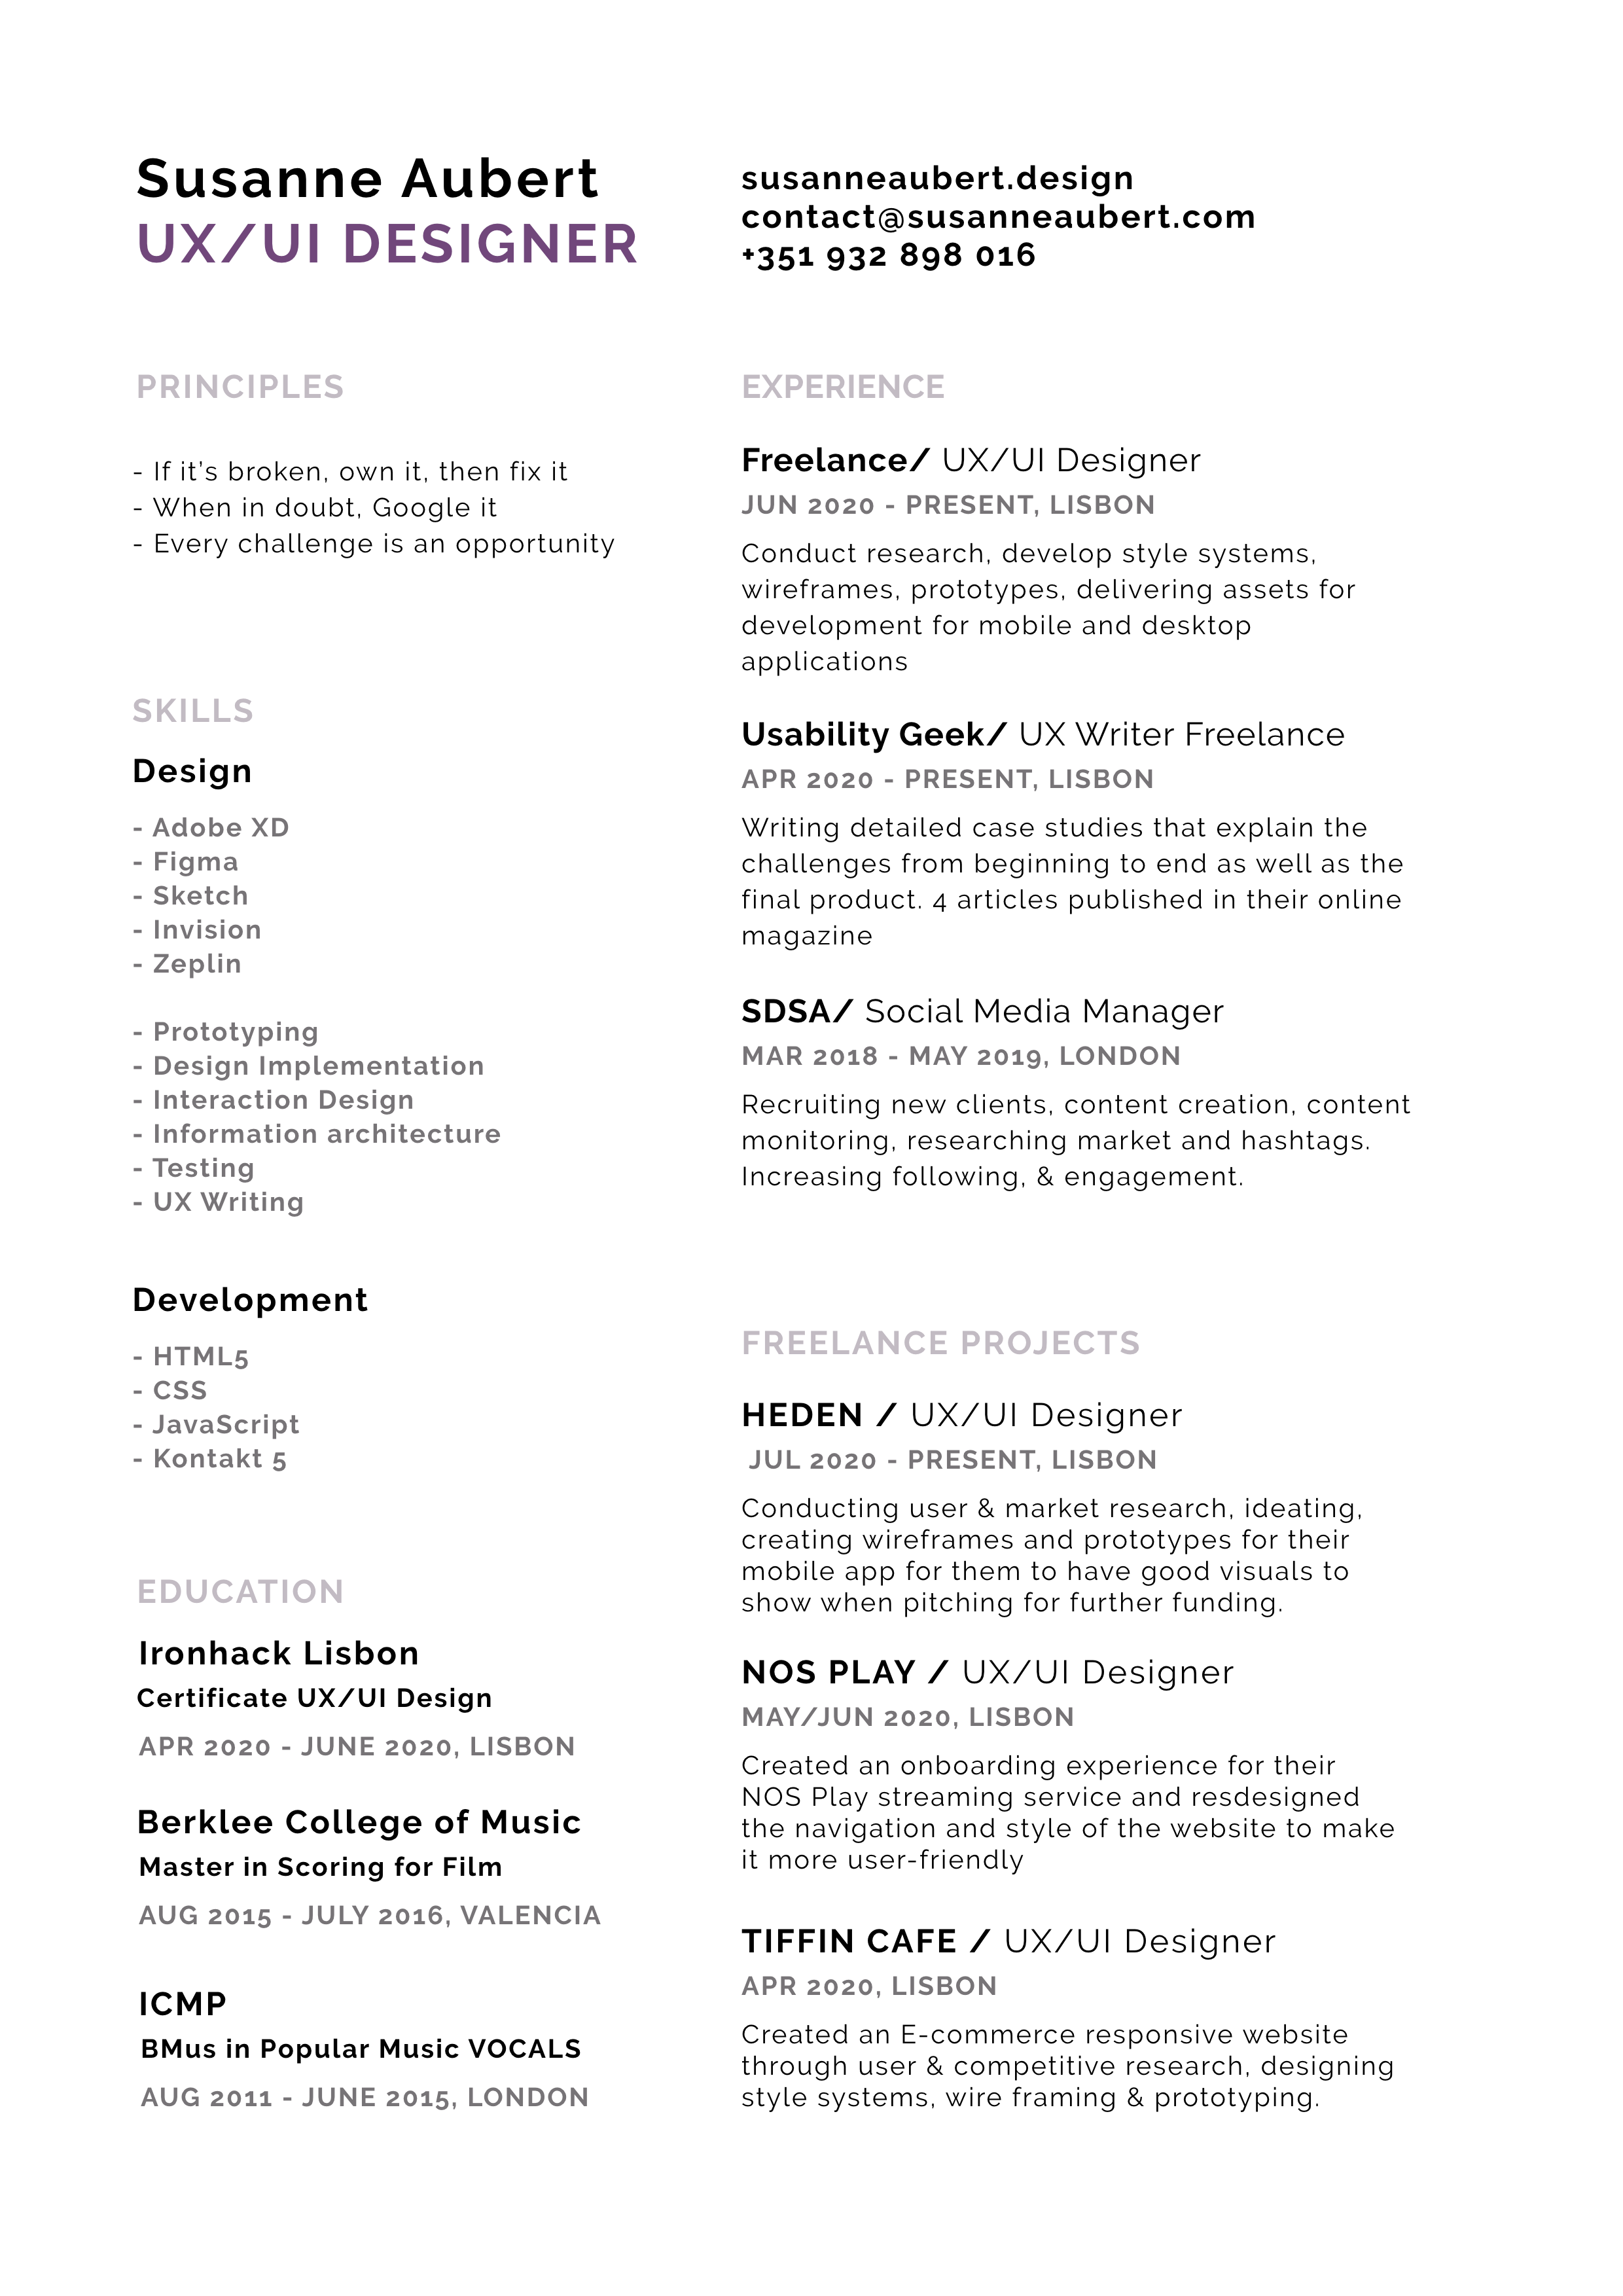 Susanne Aubert
UX/UI DESIGNER
susanneaubert.design
contact@susanneaubert.com
+351 932 898 016
PRINCIPLES
- If it’s broken, own it, then fix it
- When in doubt, Google it
- Every challenge is an opportunity
SKILLS
Design
- Adobe XD
- Figma
- Sketch
- Invision
- Zeplin
- Prototyping
- Design Implementation
- Interaction Design
- Information architecture
- Testing
- UX Writing
Development
- HTML5
- CSS
- JavaScript
- Kontakt 5
EDUCATION
Ironhack Lisbon
Certificate UX/UI Design
APR 2020 - JUNE 2020, LISBON
Berklee College of Music
Master in Scoring for Film
AUG 2015 - JULY 2016, VALENCIA
ICMP
BMus in Popular Music VOCALS
AUG 2011 - JUNE 2015, LONDON
EXPERIENCE
Freelance/ UX/UI Designer
JUN 2020 - PRESENT, LISBON
Conduct research, develop style systems,
wireframes, prototypes, delivering assets for
development for mobile and desktop
applications
Usability Geek/ UX Writer Freelance
APR 2020 - PRESENT, LISBON
Writing detailed case studies that explain the
challenges from beginning to end as well as the
final product. 4 articles published in their online
magazine
SDSA/ Social Media Manager
MAR 2018 - MAY 2019, LONDON
Recruiting new clients, content creation, content
monitoring, researching market and hashtags.
Increasing following, & engagement.
FREELANCE PROJECTS
HEDEN / UX/UI Designer
JUL 2020 - PRESENT, LISBON
Conducting user & market research, ideating,
creating wireframes and prototypes for their
mobile app for them to have good visuals to
show when pitching for further funding.
NOS PLAY / UX/UI Designer
MAY/JUN 2020, LISBON
Created an onboarding experience for their
NOS Play streaming service and resdesigned
the navigation and style of the website to make
it more user-friendly
TIFFIN CAFE / UX/UI Designer
APR 2020, LISBON
Created an E-commerce responsive website
through user & competitive research, designing
style systems, wire framing & prototyping.